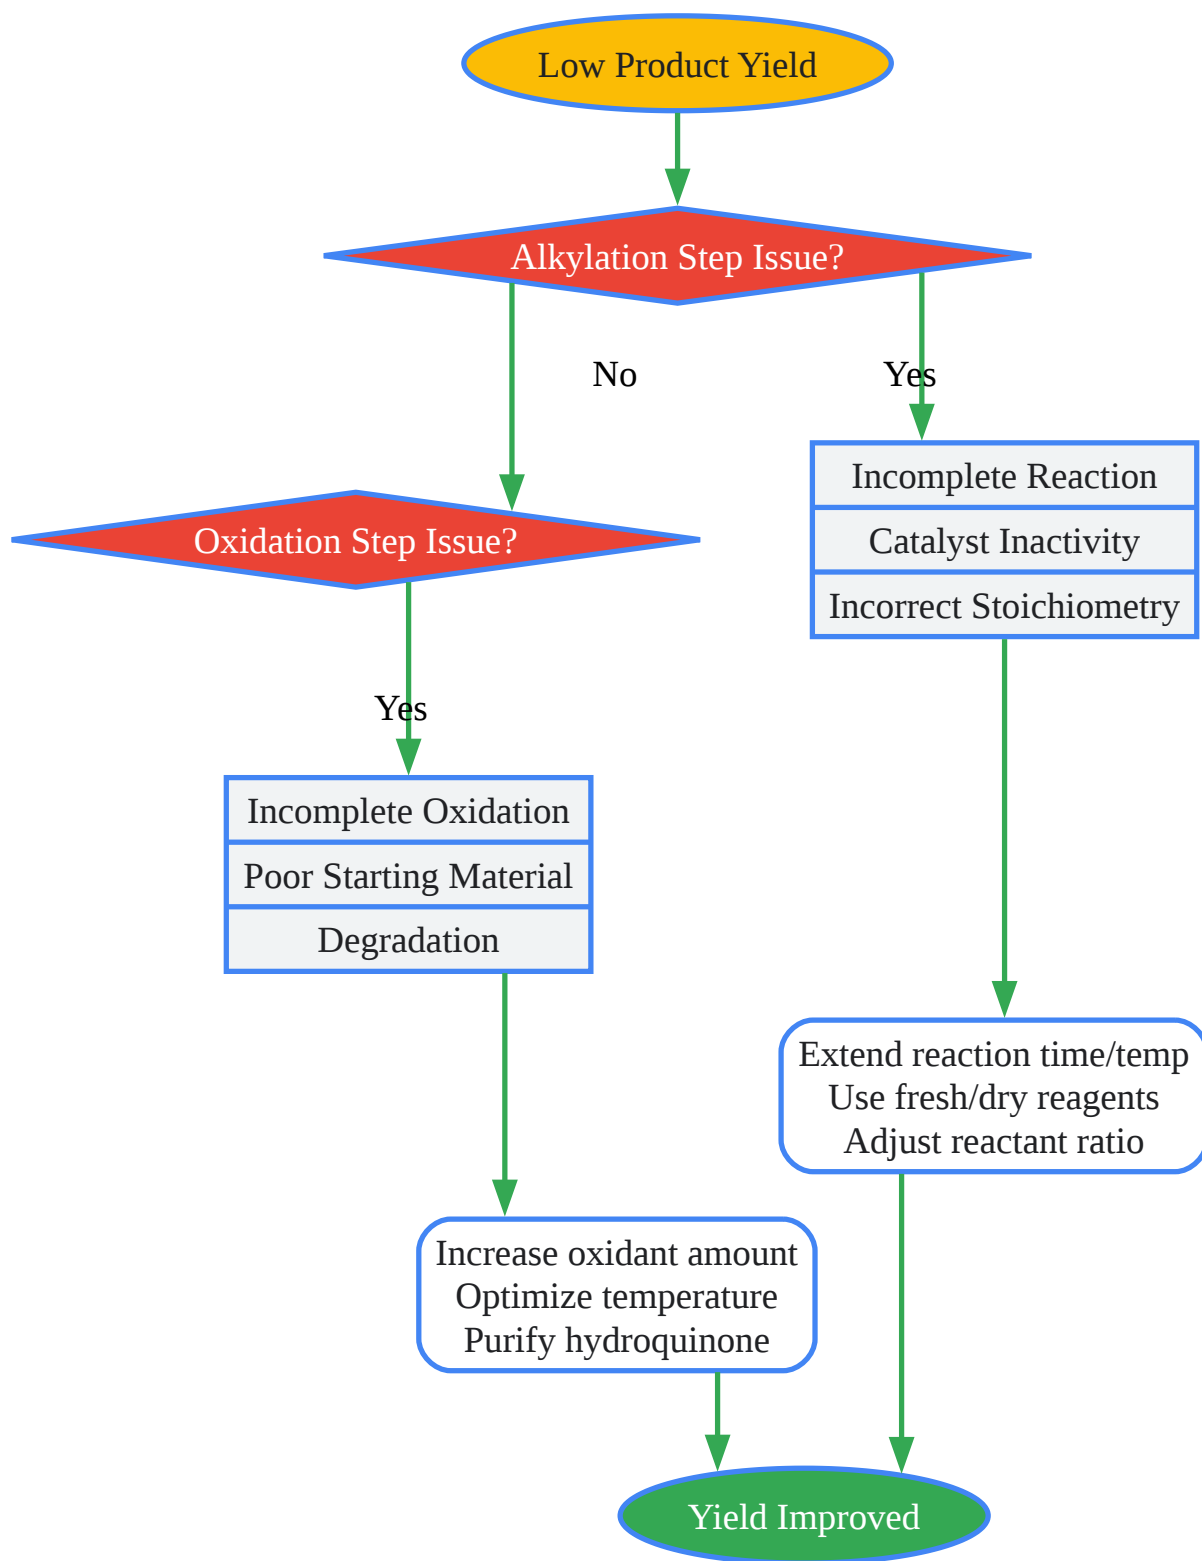 Low Product Yield
Alkylation Step Issue?
No
Yes
Incomplete Reaction
Catalyst Inactivity
Incorrect Stoichiometry
Oxidation Step Issue?
Yes
Incomplete Oxidation
Poor Starting Material
Degradation
Extend reaction time/temp
Use fresh/dry reagents
Adjust reactant ratio
Increase oxidant amount
Optimize temperature
Purify hydroquinone
Yield Improved